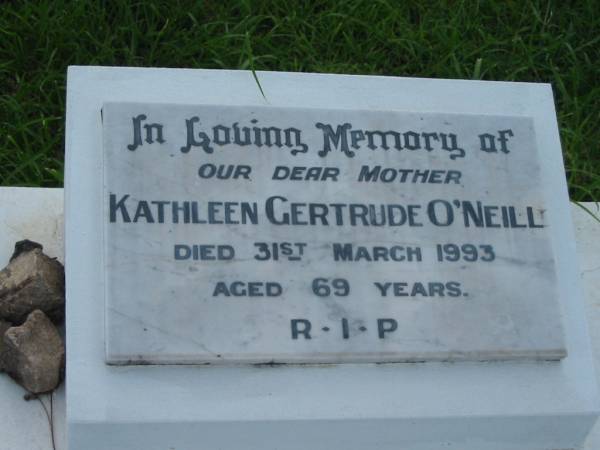 In Loving Memory of
OUR DEAR MOTHER
KATHLEEN GERTRUDE O'NEILL
DIED 31ST MARCH 1993
AGED 69 YEARS.
R·I·P